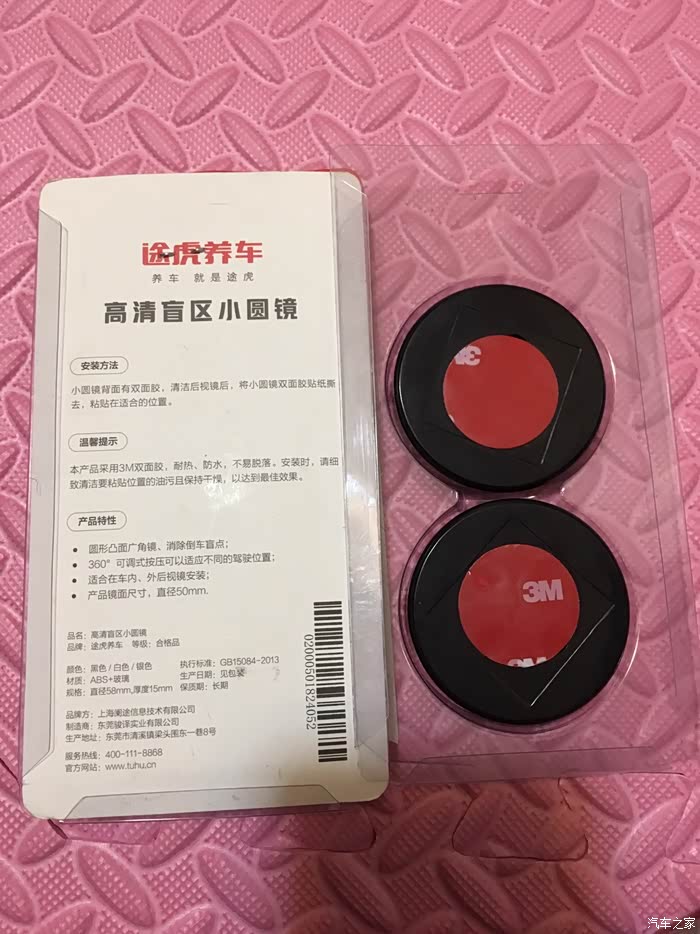 途虎养车
养车 就是途虎
高清盲区小圆镜
安装方法
小圆镜背面有双面胶，清洁后视镜后，将小圆镜双面胶贴纸撕
去，粘贴在适合的位置。
温馨提示
本产品采用3M双面胶，耐热、防水，不易脱落。安装时，请细
致清洁要粘贴位置的油污且保持干燥，以达到最佳效果。
产品特性
• 圆形凸面广角镜、消除倒车盲点；
• 360°可调式按压可以适应不同的驾驶位置；
• 适合在车内、外后视镜安装；
• 产品镜面尺寸，直径50mm.
品名：高清盲区小圆镜
品牌：途虎养车 等级：合格品
颜色：黑色/白色/银色 执行标准：GB15084-2013
材质：ABS+玻璃 生产日期：见包装
规格：直径58mm,厚度15mm 保质期：长期
品牌方：上海阑途信息技术有限公司
制造商：东莞骏译实业有限公司
生产地址：东莞市清溪镇梁头围东一巷8号
服务热线：400-111-8868
官方网站：www.tuhu.cn
02000501824052
3M
3M
3M
汽车之家